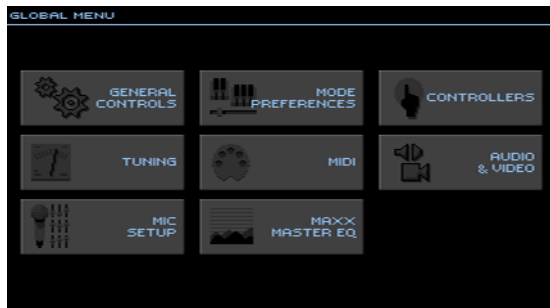 GLOBAL MENU
GENERAL
CONTROLS
MODE
PREFERENCES
CONTROLLERS
TUNING
MIDI
AUDIO
& VIDEO
MIC
SETUP
MAXX
MASTER EQ